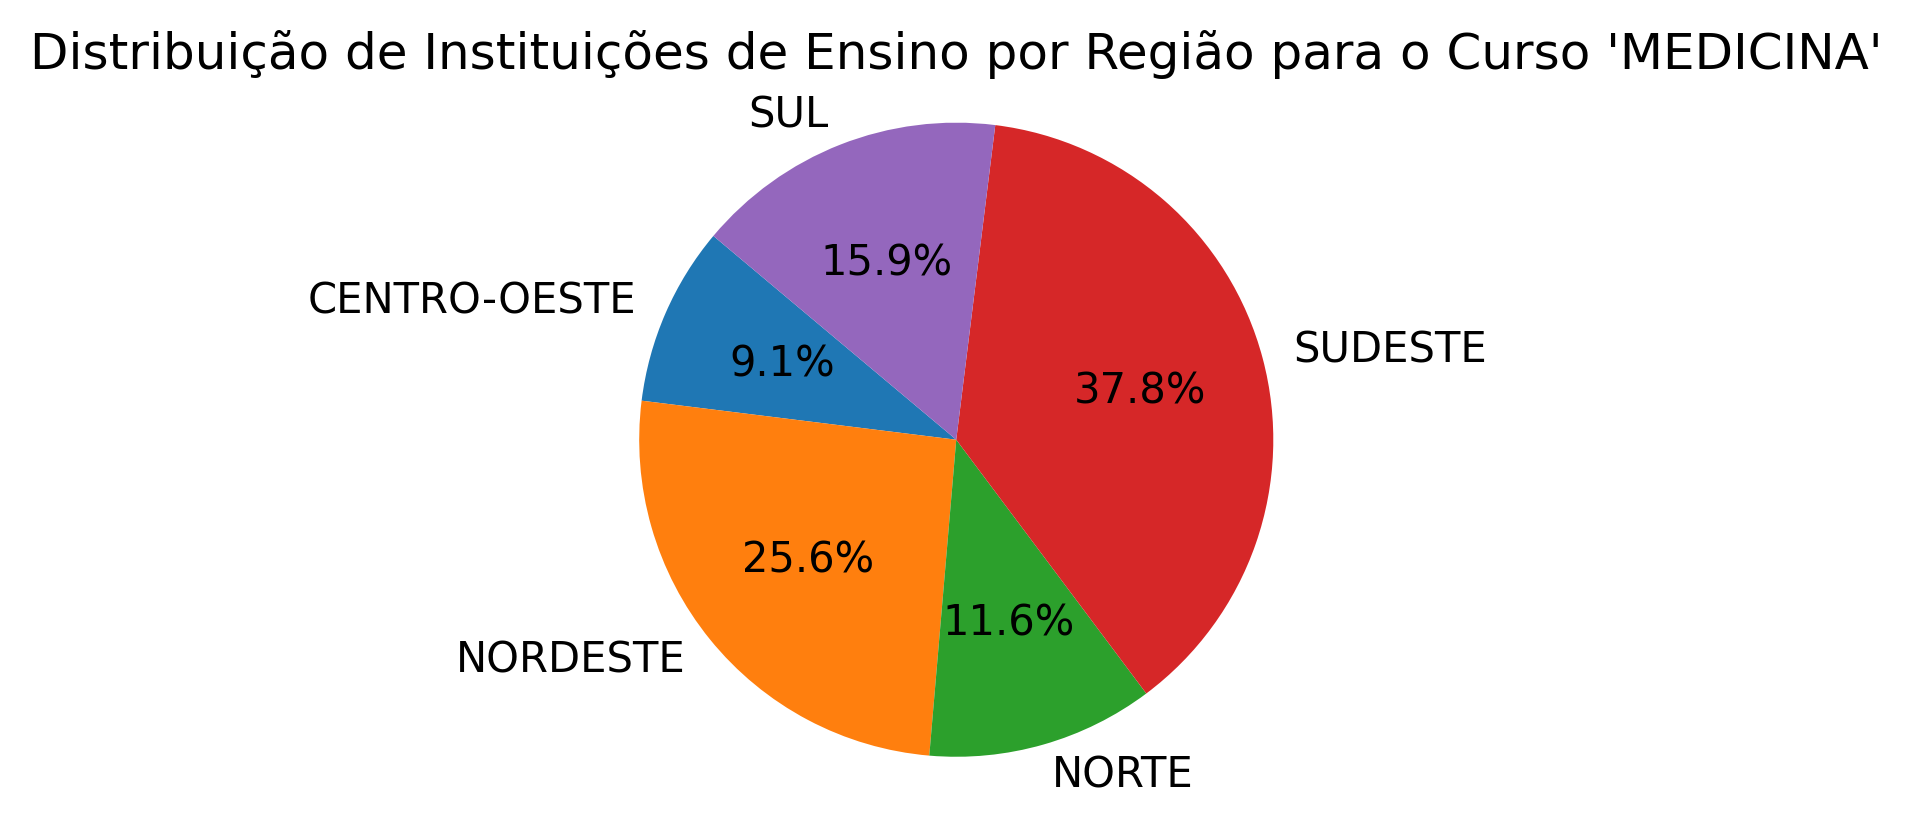 Distribuição de Instituições de Ensino por Região para o Curso 'MEDICINA'
SUL
15.9%
CENTRO-OESTE
9.1%
SUDESTE
37.8%
25.6%
NORDESTE
11.6%
NORTE